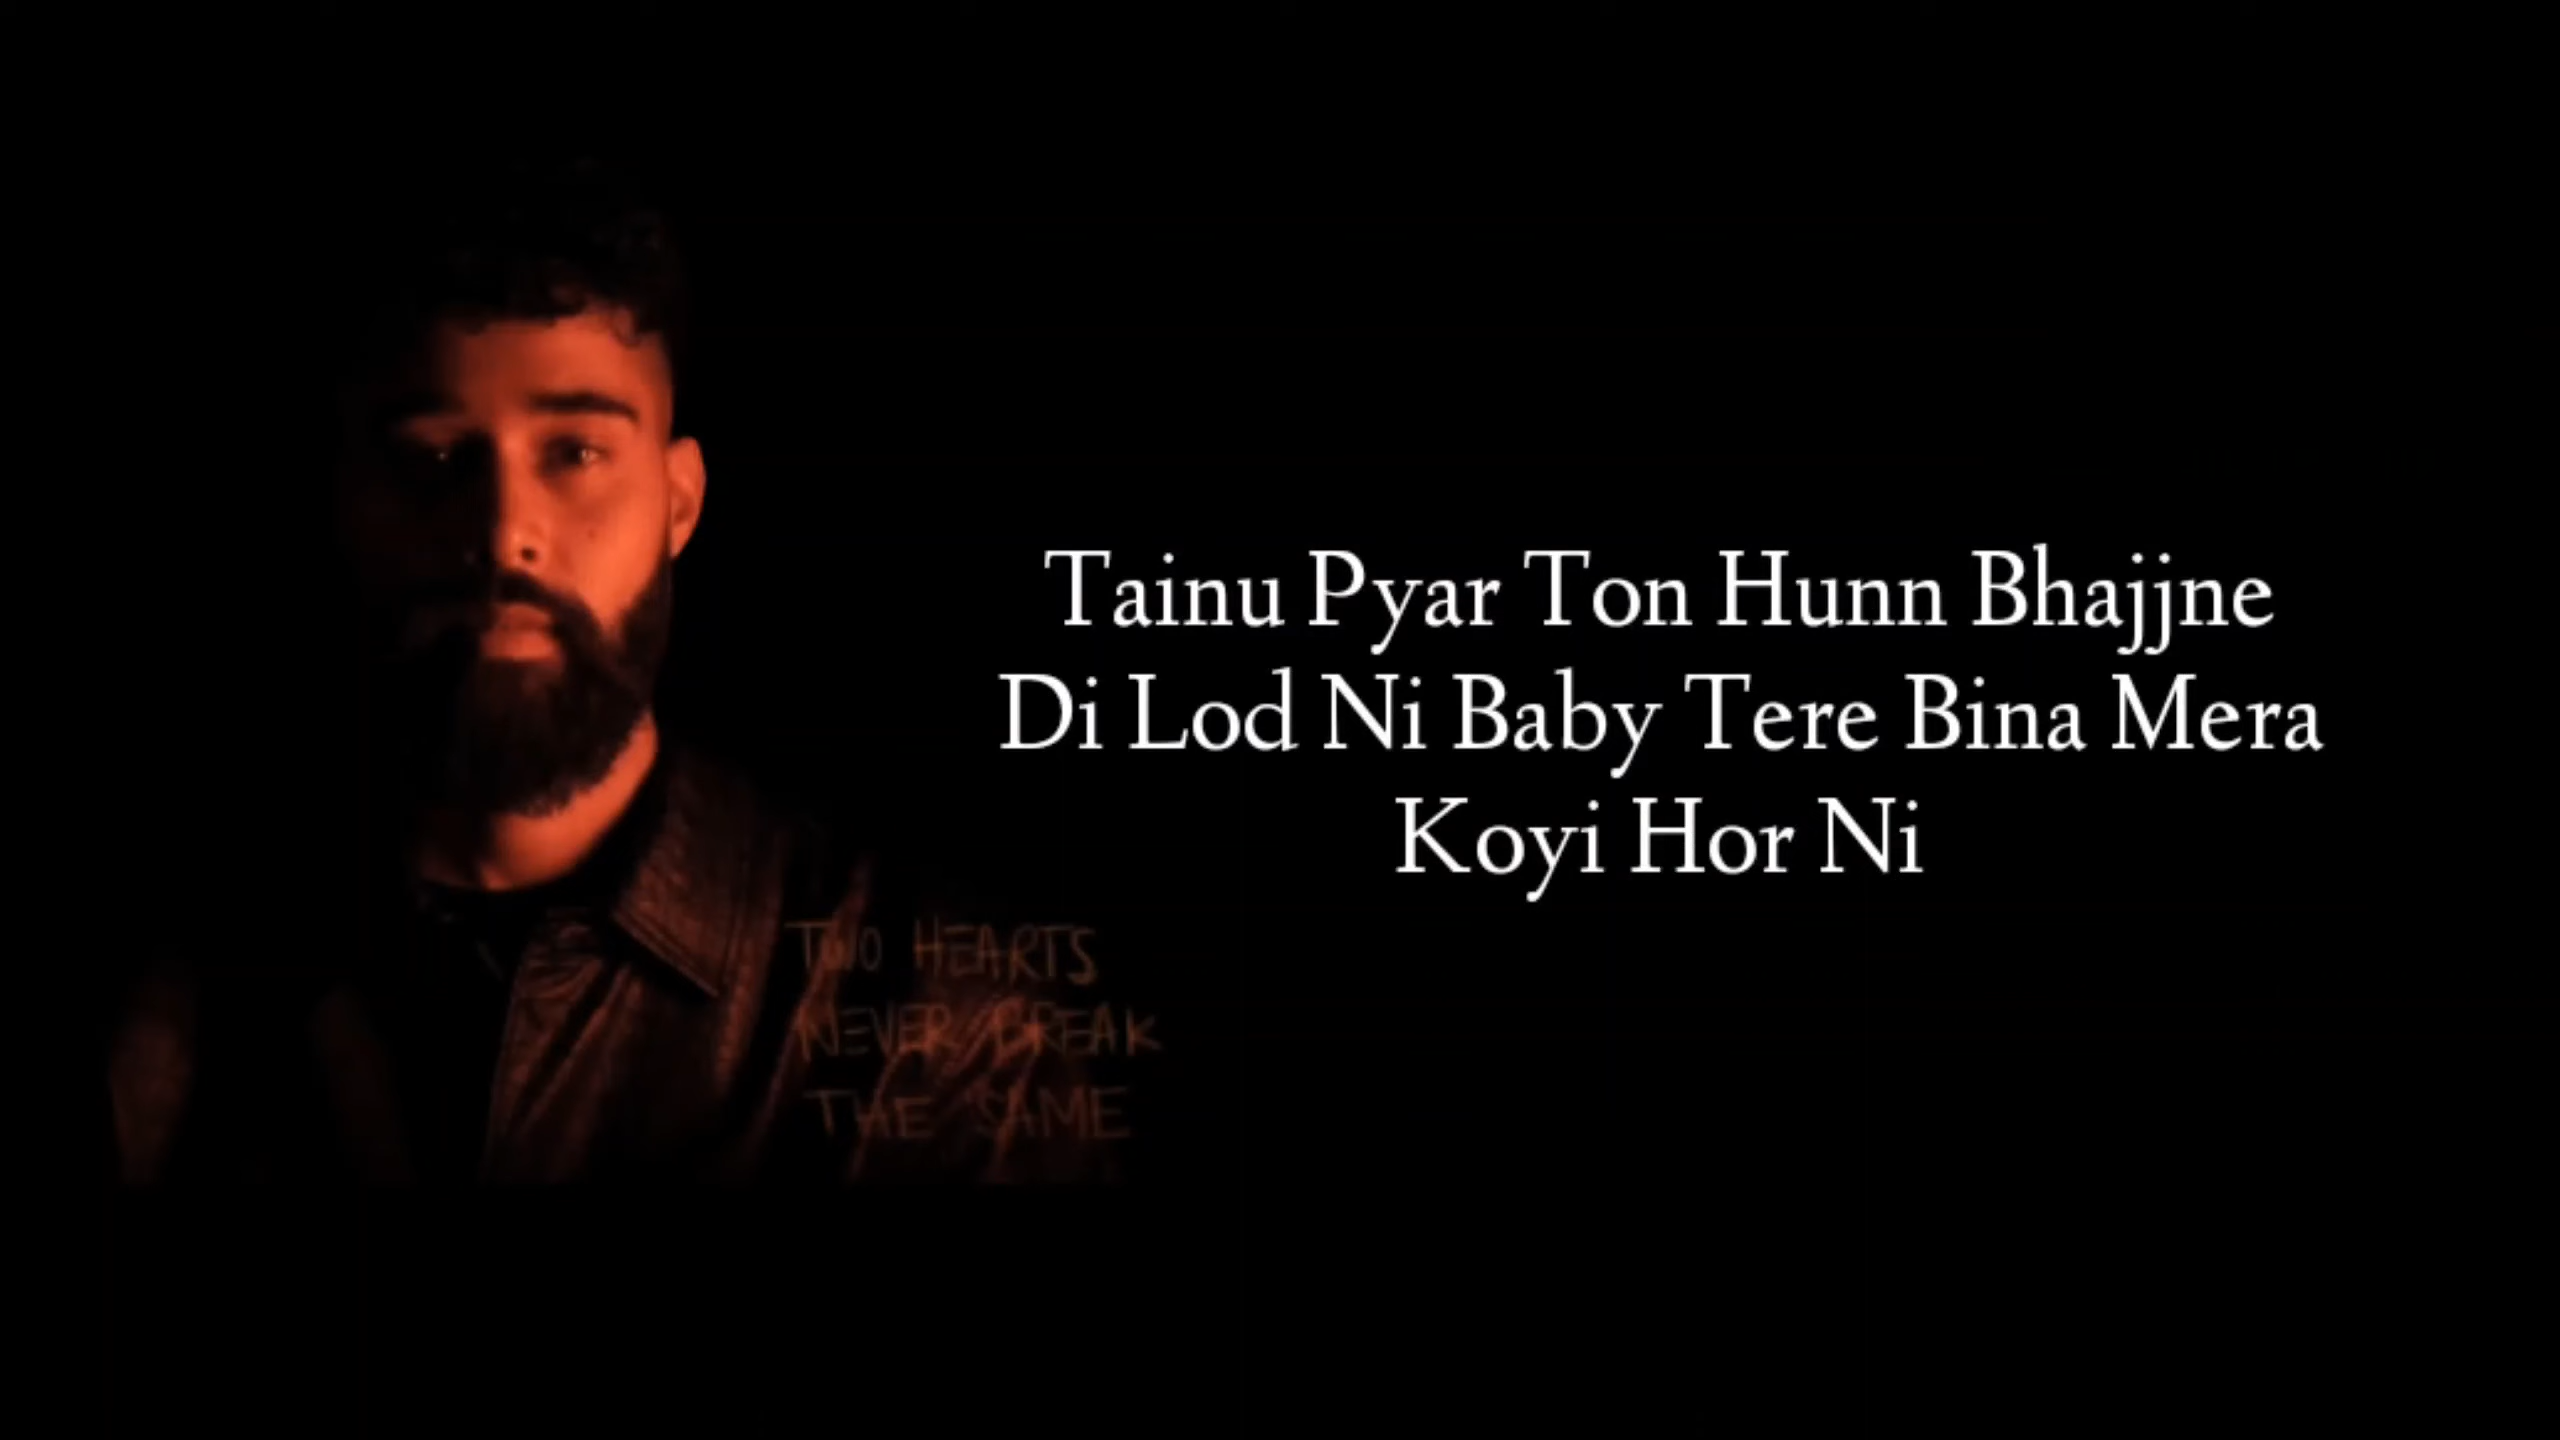 Tainu Pyar Ton Hunn Bhajjne
Di Lod Ni Baby Tere Bina Mera
Koyi Hor Ni
TWO HEARTS
NEVER BREAK
THE SAME